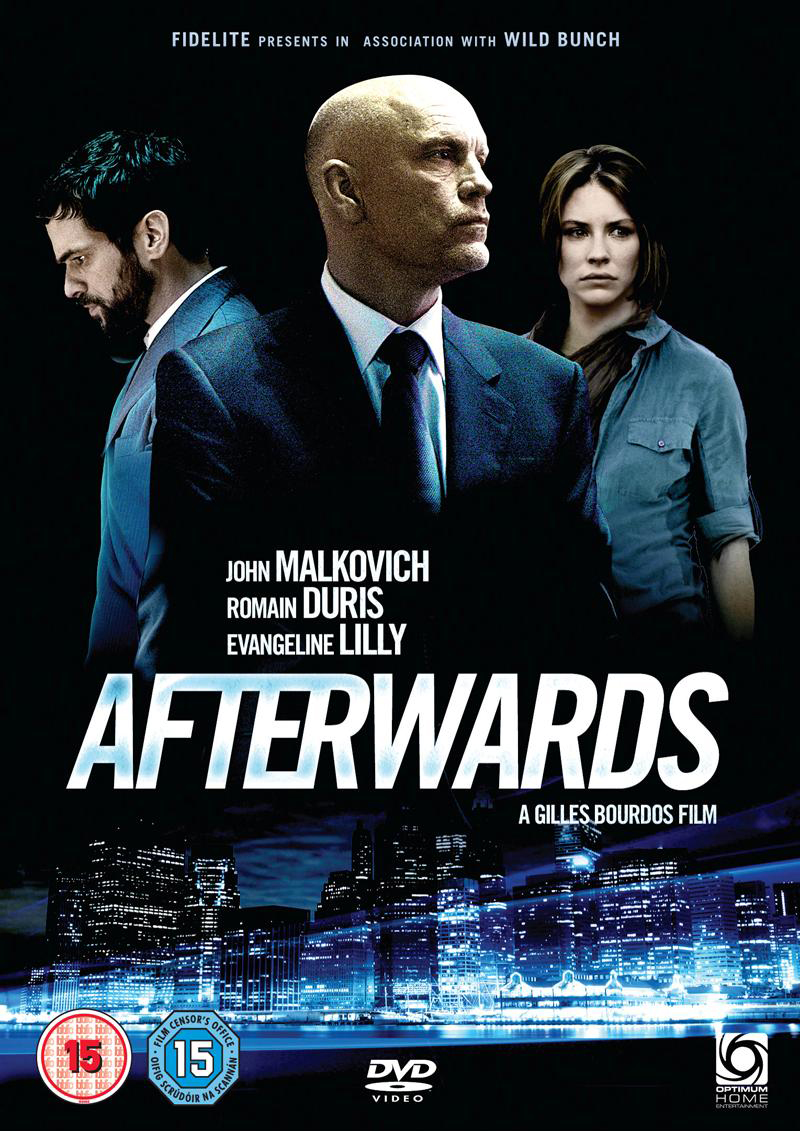 FIDELITE PRESENTS IN ASSOCIATION WITH WILD BUNCH
JOHN MALKOVICH
ROMAIN DURIS
EVANGELINE LILLY
AFTERWARDS
A GILLES BOURDOS FILM
15
FILM CENSOR'S OFFICE
15
OIFIG SCRÚDÓIR NA SCANNÁN
DVD
VIDEO
OPTIMUM
HOME
ENTERTAINMENT